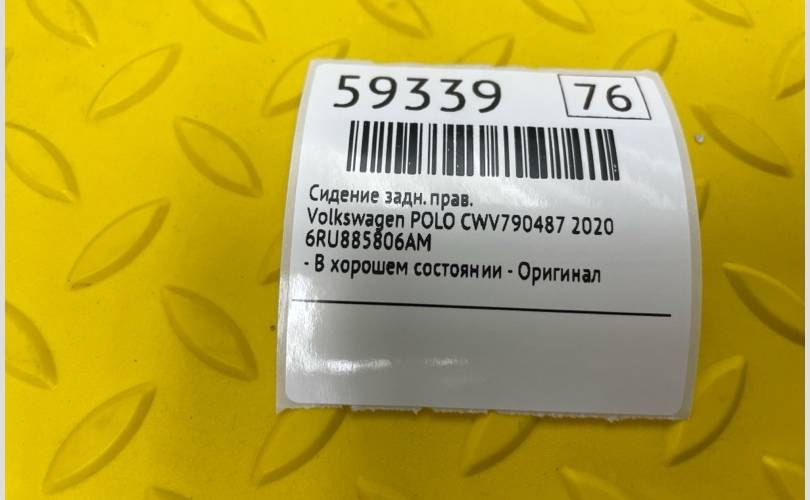 59339 76
Сидение задн. прав.
Volkswagen POLO CWV790487 2020
6RU885806AM
- В хорошем состоянии - Оригинал